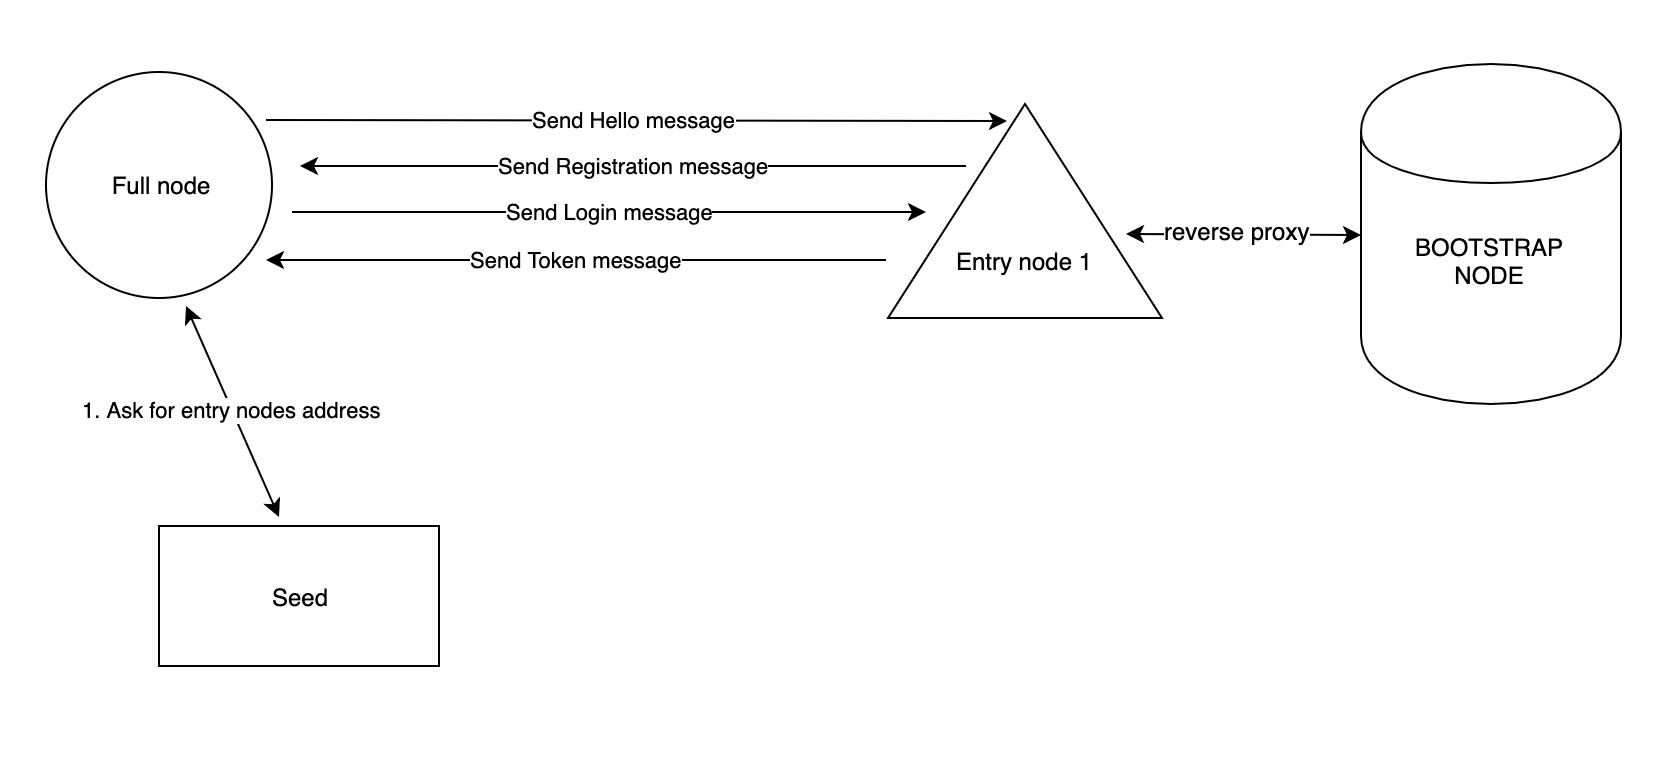 Send Hello message
Send Registration message
Full node
Send Login message
reverse proxy
BOOTSTRAP
NODE
Send Token message
Entry node 1
1. Ask for entry nodes address
Seed